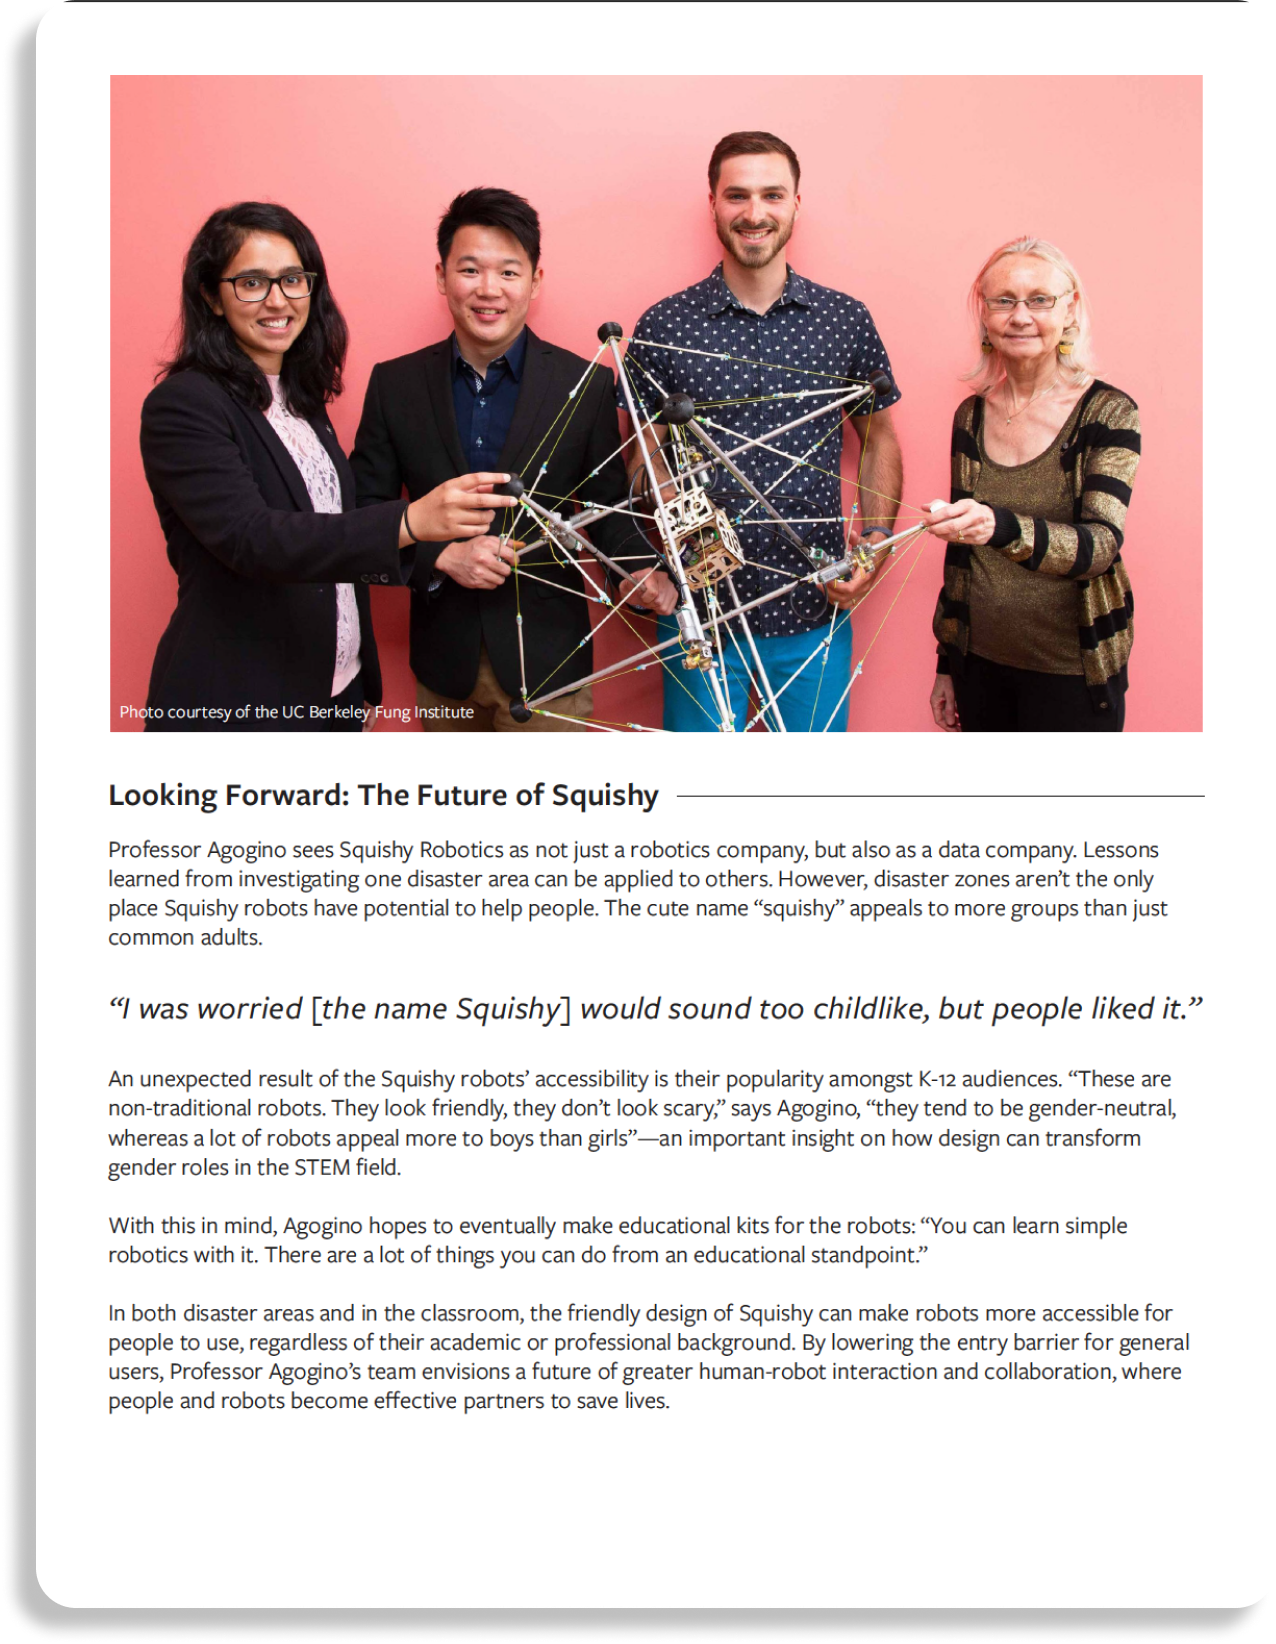 Photo courtesy of the UC Berkeley Fung Institute
Looking Forward: The Future of Squishy
Professor Agogino sees Squishy Robotics as not just a robotics company, but also as a data company. Lessons
learned from investigating one disaster area can be applied to others. However, disaster zones aren’t the only
place Squishy robots have potential to help people. The cute name “squishy” appeals to more groups than just
common adults.
“I was worried [the name Squishy] would sound too childlike, but people liked it.”
An unexpected result of the Squishy robots’ accessibility is their popularity amongst K-12 audiences. “These are
non-traditional robots. They look friendly, they don’t look scary,” says Agogino, “they tend to be gender-neutral,
whereas a lot of robots appeal more to boys than girls”—an important insight on how design can transform
gender roles in the STEM field.
With this in mind, Agogino hopes to eventually make educational kits for the robots: “You can learn simple
robotics with it. There are a lot of things you can do from an educational standpoint.”
In both disaster areas and in the classroom, the friendly design of Squishy can make robots more accessible for
people to use, regardless of their academic or professional background. By lowering the entry barrier for general
users, Professor Agogino’s team envisions a future of greater human-robot interaction and collaboration, where
people and robots become effective partners to save lives.